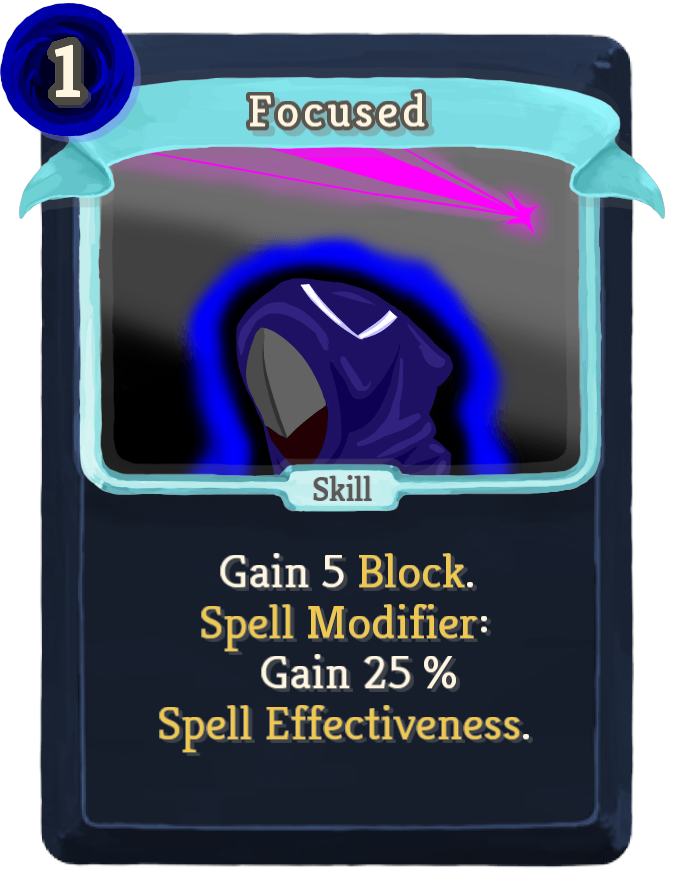 1
Focused
Skill
Gain 5 Block.
Spell Modifier:
Gain 25 %
Spell Effectiveness.